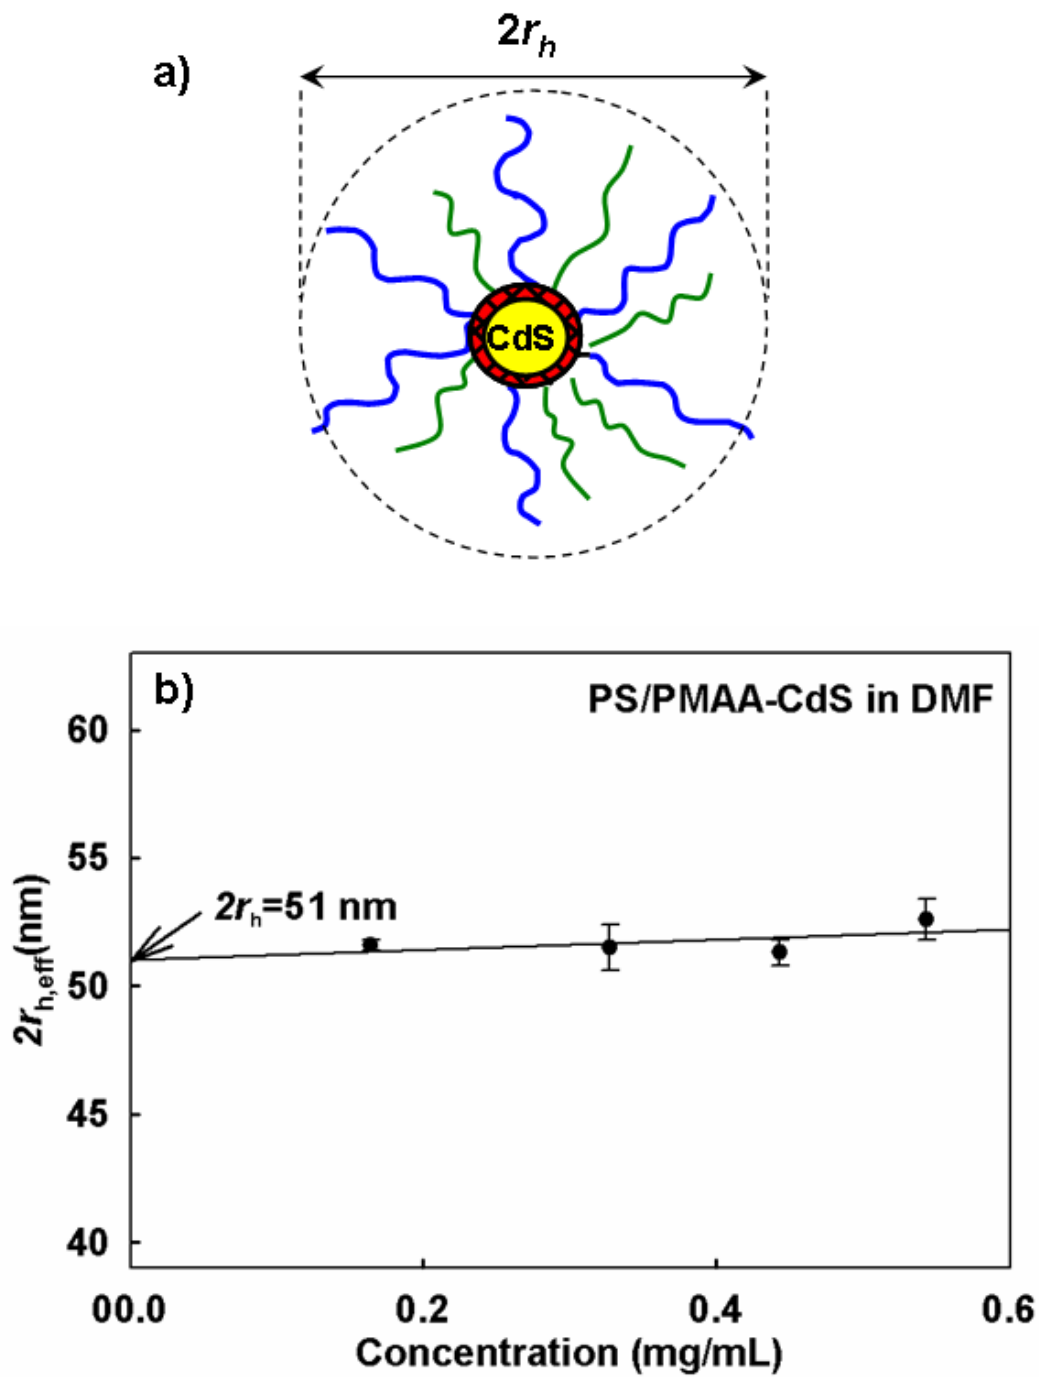 2rh
a)
CdS
b)
PS/PMAA-CdS in DMF
60
55
2rh=51 nm
50
45
40
2rh,eff(nm)
00.0 0.2 0.4 0.6
Concentration (mg/mL)